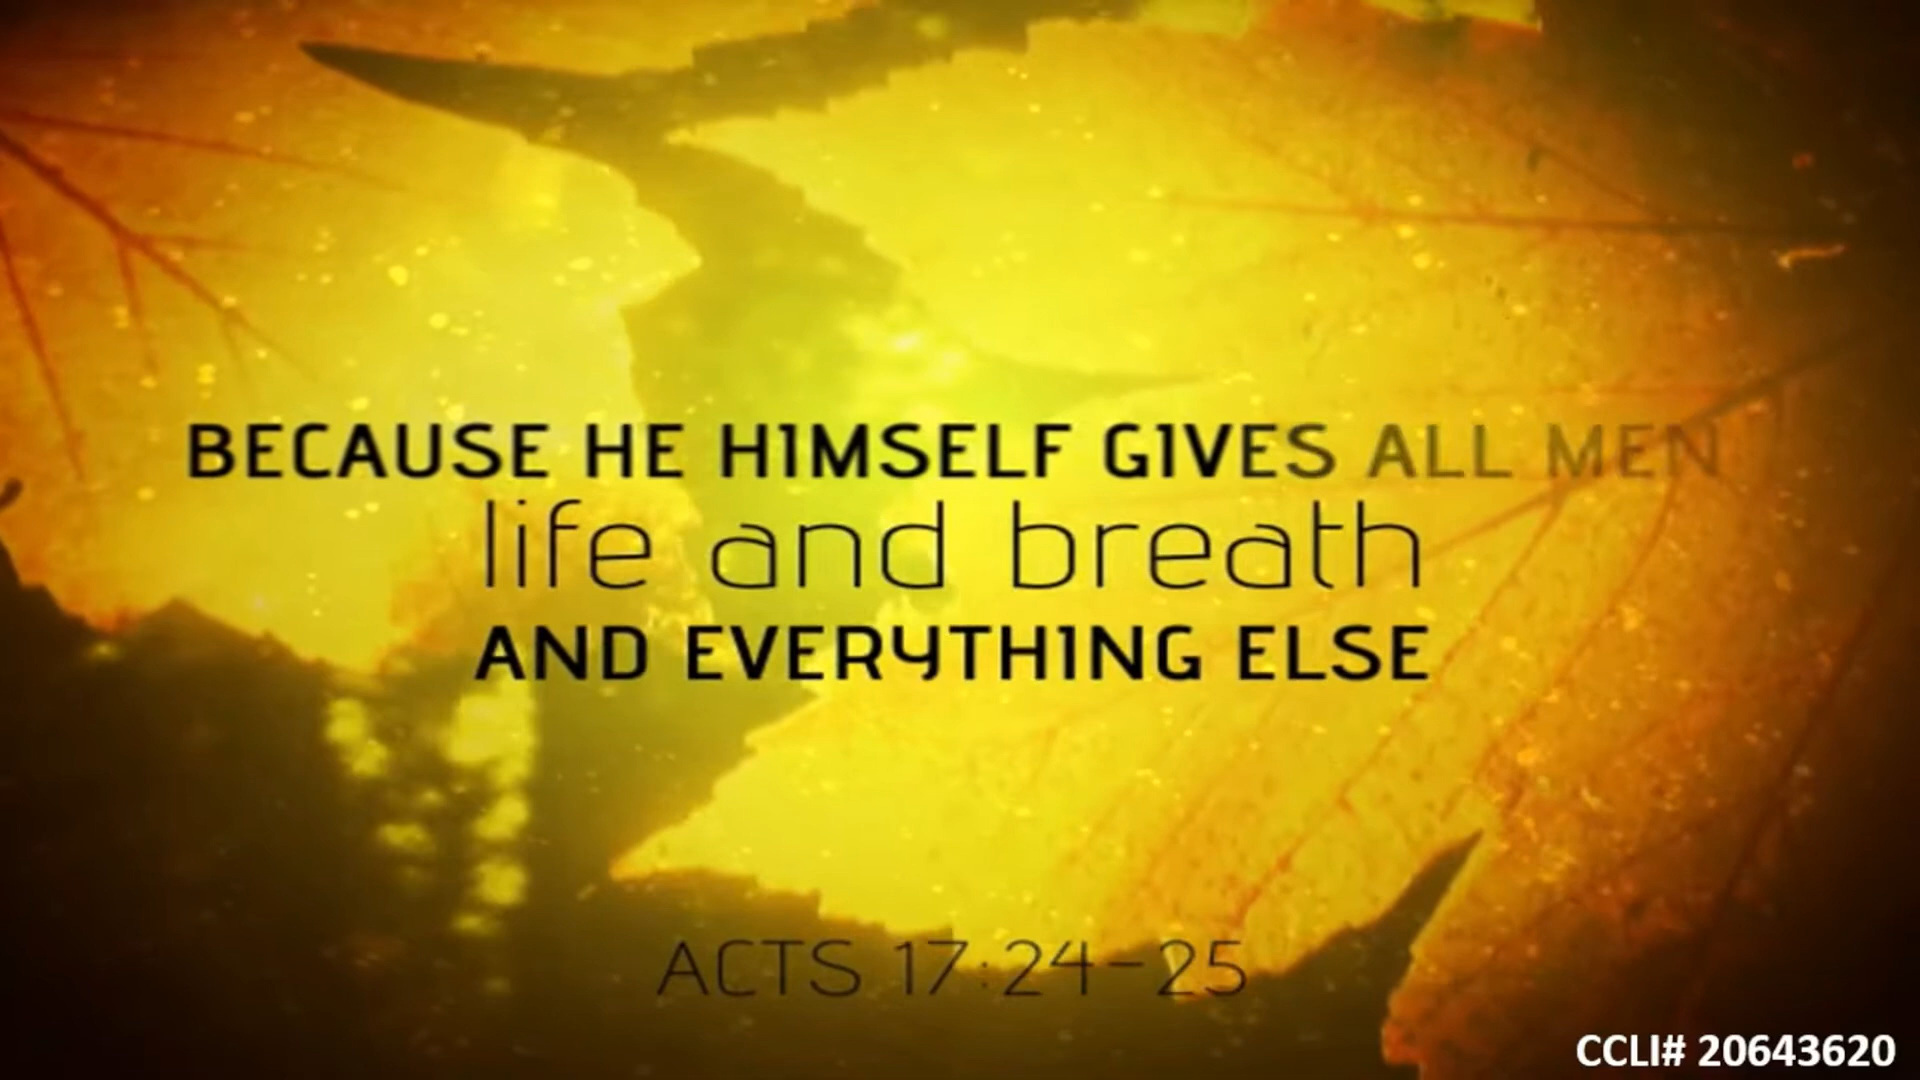 BECAUSE HE HIMSELF GIVES ALL MEN
life and breath
AND EVERYTHING ELSE
ACTS 17:24-25
CCLI# 20643620